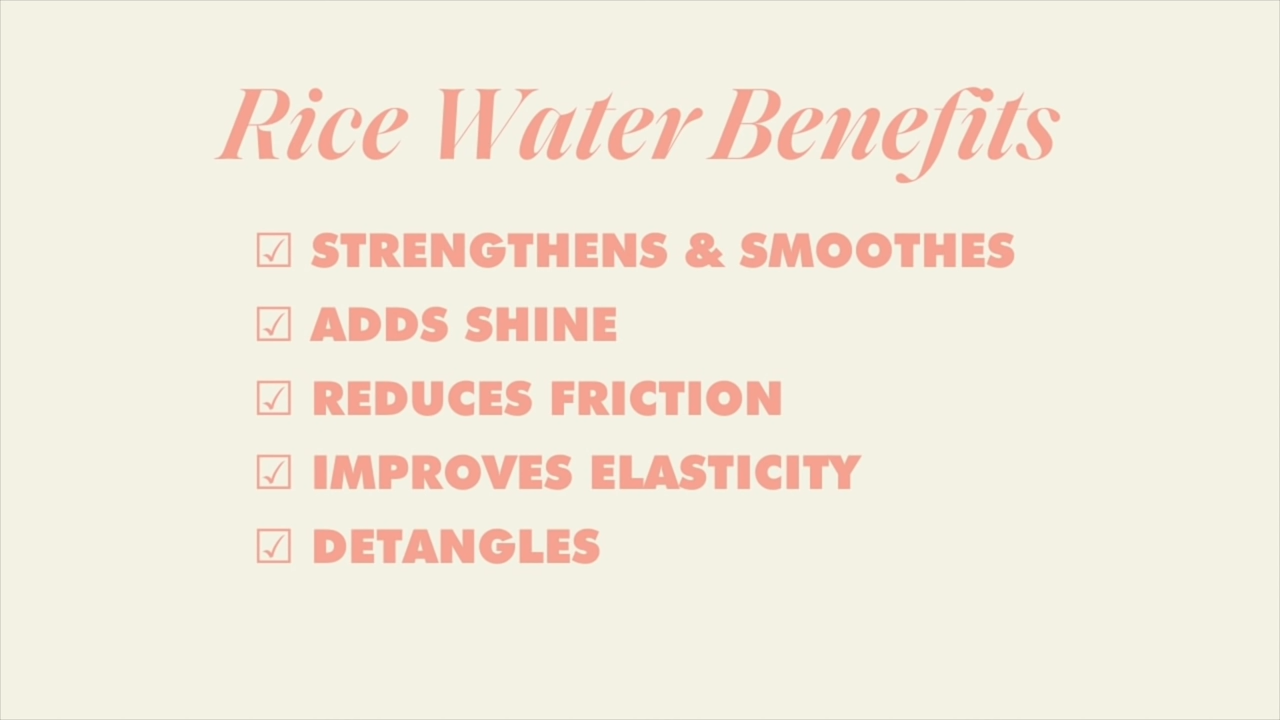 Rice Water Benefits
☑ STRENGTHENS & SMOOTHES
☑ ADDS SHINE
☑ REDUCES FRICTION
☑ IMPROVES ELASTICITY
☑ DETANGLES